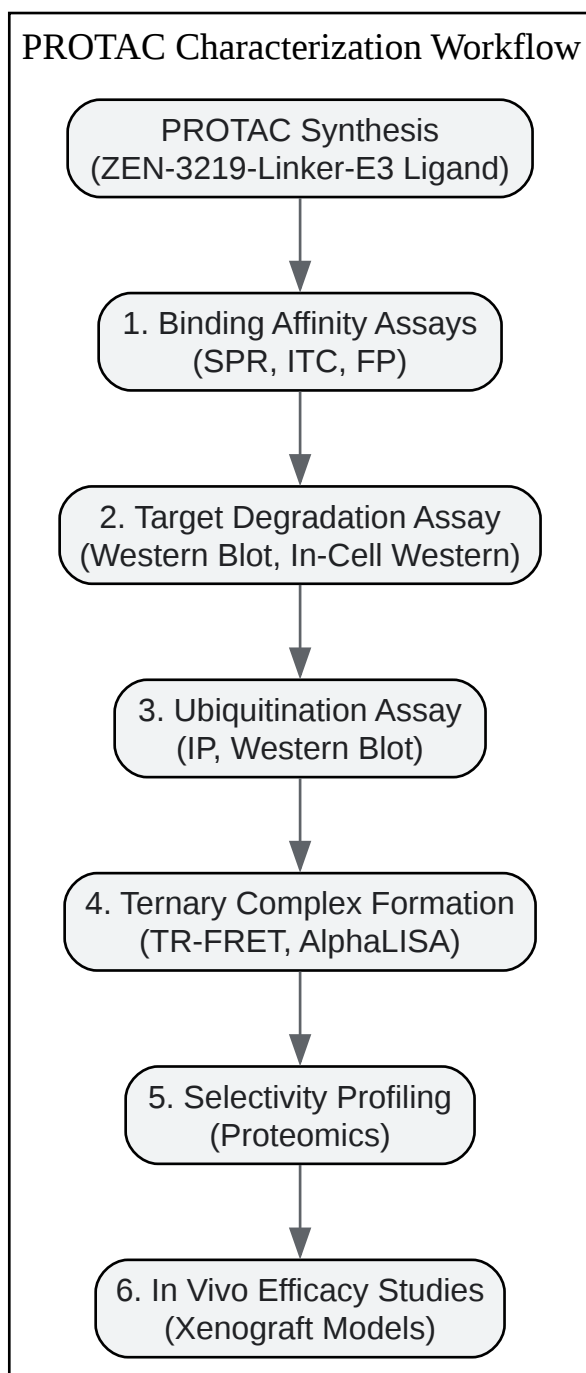 PROTAC Characterization Workflow
PROTAC Synthesis
(ZEN-3219-Linker-E3 Ligand)
1. Binding Affinity Assays
(SPR, ITC, FP)
2. Target Degradation Assay
(Western Blot, In-Cell Western)
3. Ubiquitination Assay
(IP, Western Blot)
4. Ternary Complex Formation
(TR-FRET, AlphaLISA)
5. Selectivity Profiling
(Proteomics)
6. In Vivo Efficacy Studies
(Xenograft Models)